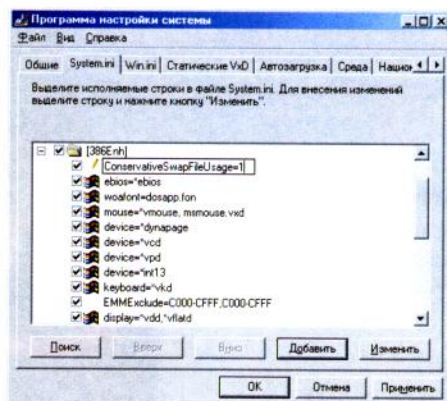 Программа настройки системы
Файл Вид Справка
Общие System.ini Win.ini Статические VxD Автозагрузка Среда Национ
Выделите исполняемые строки в файле System.ini. Для внесения изменений
выделите строку и нажмите кнопку "Изменить".
[386Enh]
ConservativeSwapFileUsage=1
ebios=*ebios
woafont=dosapp.fon
mouse=*vmouse, msmouse.vxd
device=*dynapage
device=*vcd
device=*vpd
device=*int13
keyboard=*vkd
EMMExclude=C000-CFFF,C000-CFFF
display=*vdd,*vflatd
Поиск Вверх Вниз Добавить Изменить
OK Отмена Применить